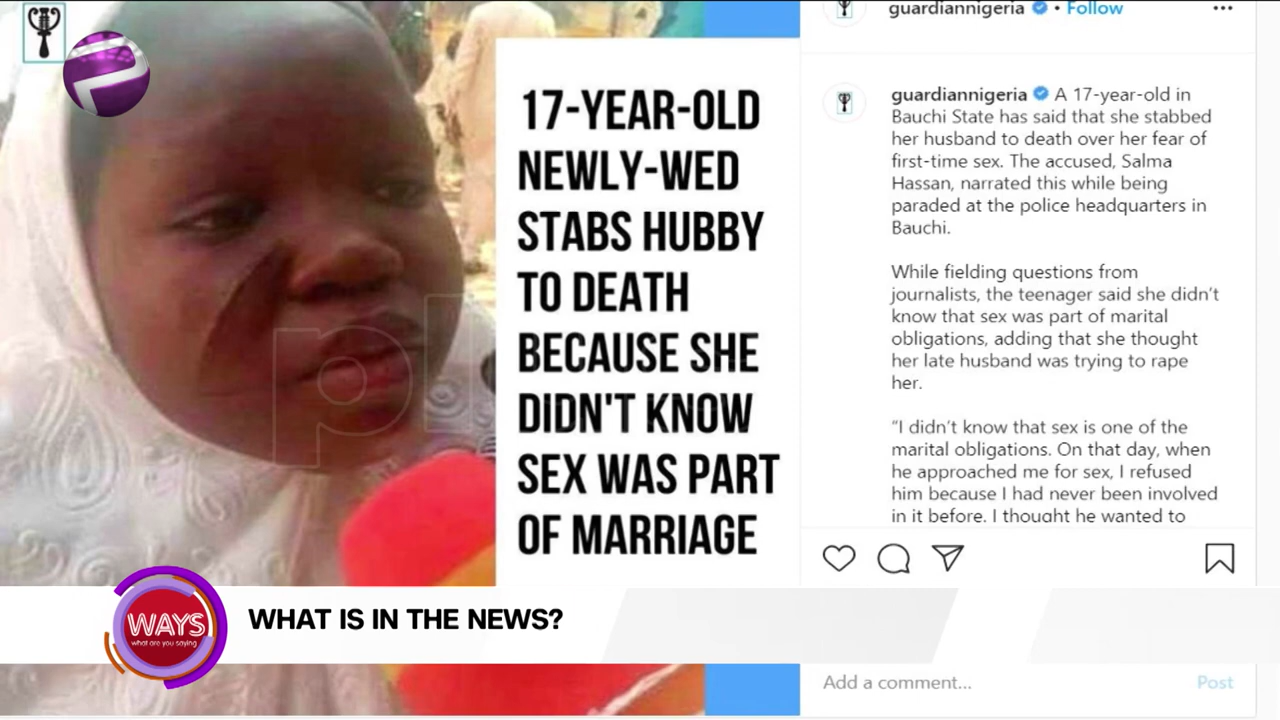 guardiannigeria • Follow
17-YEAR-OLD
NEWLY-WED
STABS HUBBY
TO DEATH
BECAUSE SHE
DIDN'T KNOW
SEX WAS PART
OF MARRIAGE
guardiannigeria A 17-year-old in
Bauchi State has said that she stabbed
her husband to death over her fear of
first-time sex. The accused, Salma
Hassan, narrated this while being
paraded at the police headquarters in
Bauchi.
While fielding questions from
journalists, the teenager said she didn't
know that sex was part of marital
obligations, adding that she thought
her late husband was trying to rape
her.
“I didn't know that sex is one of the
marital obligations. On that day, when
he approached me for sex, I refused
him because I had never been involved
in it before. I thought he wanted to
WAYS
what are you saying
WHAT IS IN THE NEWS?
Add a comment...
Post